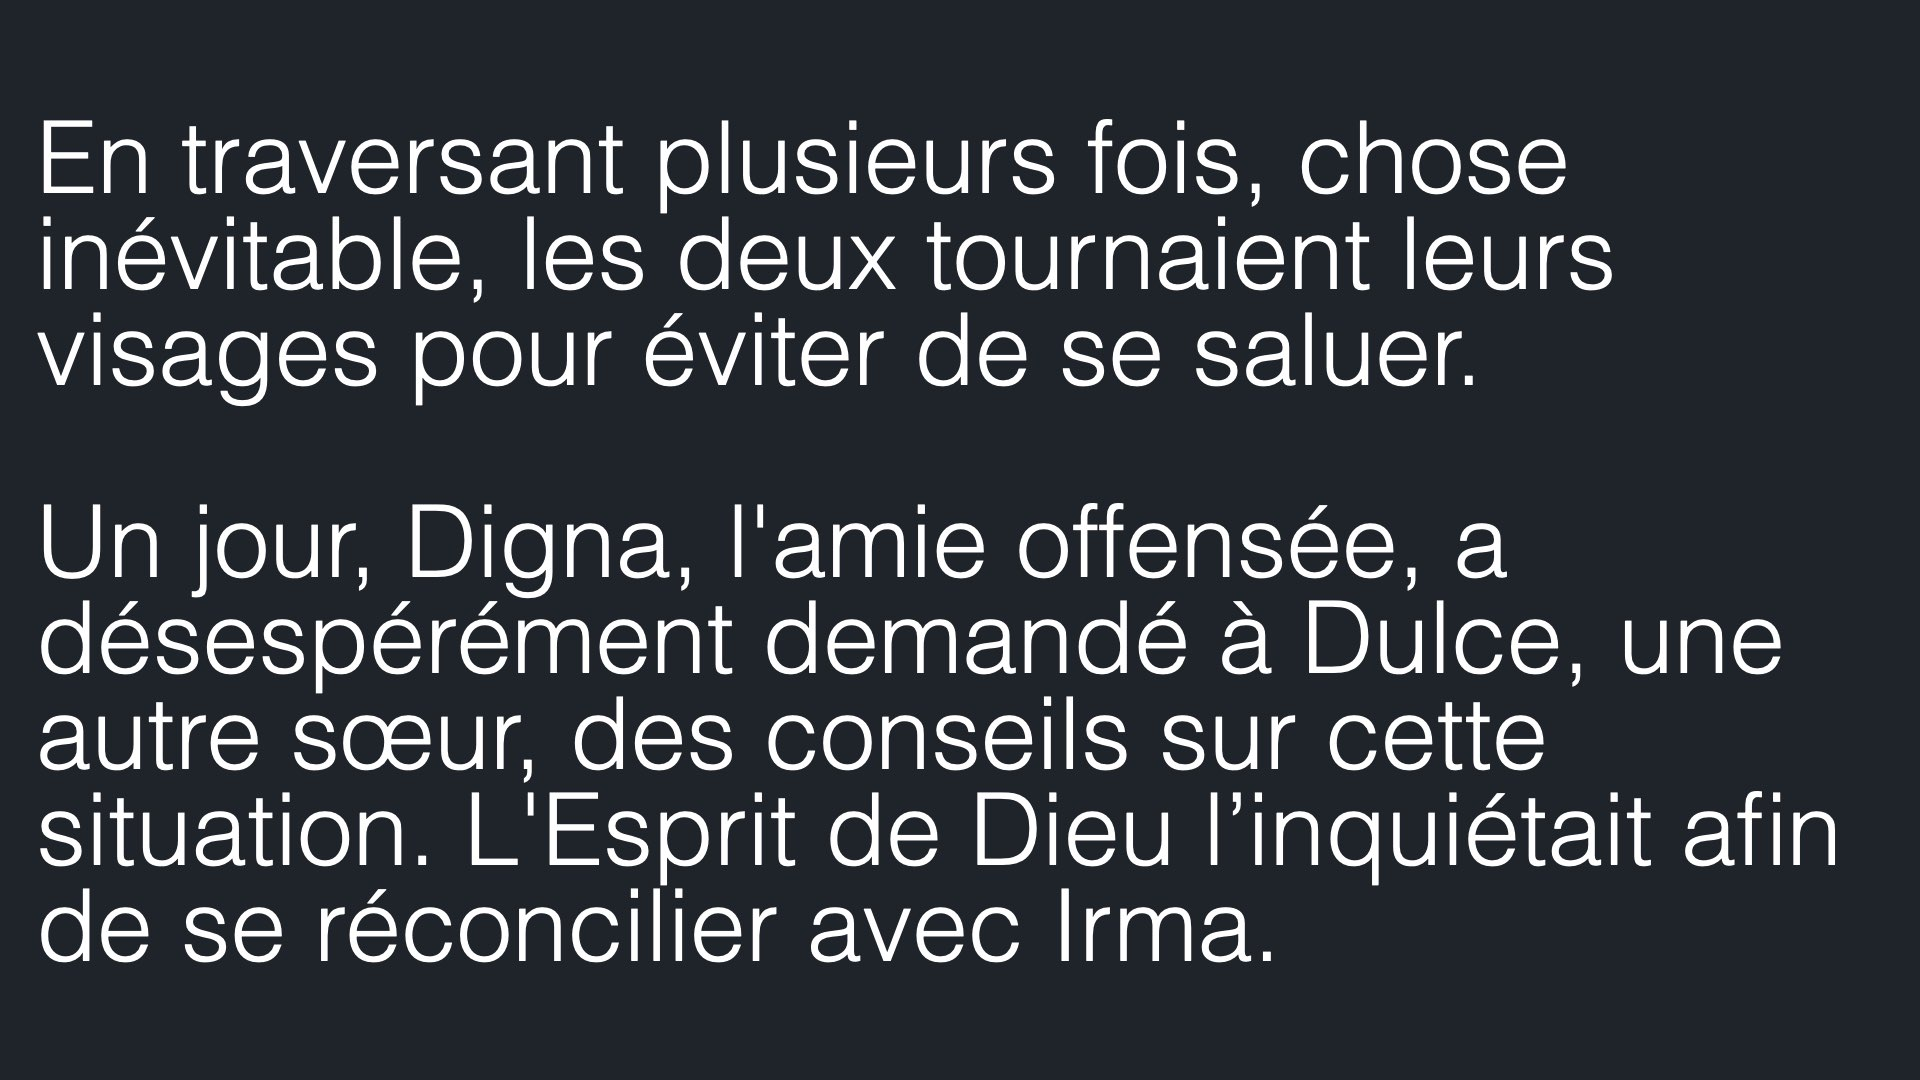 En traversant plusieurs fois, chose
inévitable, les deux tournaient leurs
visages pour éviter de se saluer.
Un jour, Digna, l'amie offensée, a
désespérément demandé à Dulce, une
autre sœur, des conseils sur cette
situation. L'Esprit de Dieu l’inquiétait afin
de se réconcilier avec Irma.